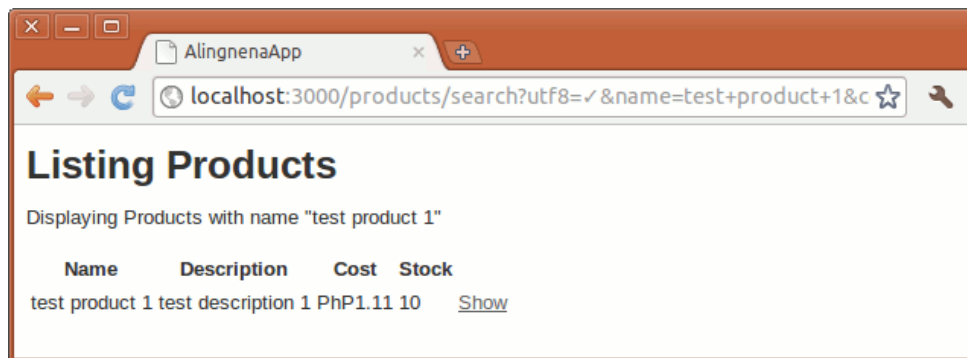 AlingnenaApp
localhost:3000/products/search?utf8=✓&name=test+product+1&c
Listing Products
Displaying Products with name "test product 1"
Name Description Cost Stock
test product 1 test description 1 PhP1.11 10 Show